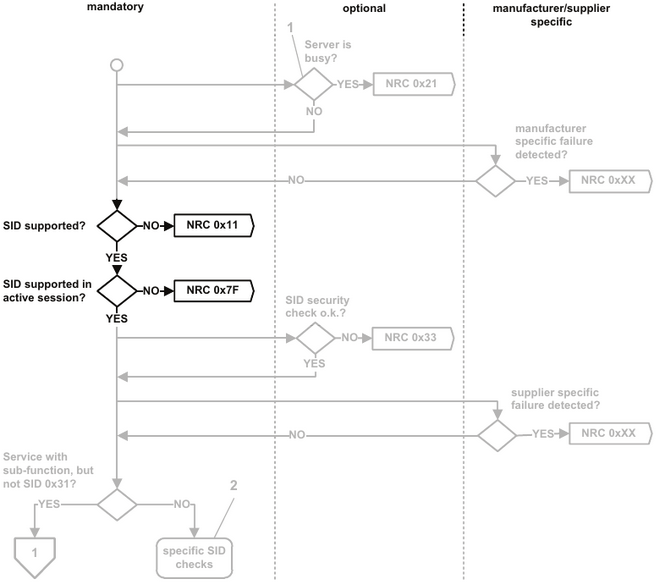 mandatory
optional
manufacturer/supplier
specific
1
Server is
busy?
YES
NRC 0x21
NO
manufacturer
specific failure
detected?
NO
YES
NRC 0xXX
SID supported?
NO
NRC 0x11
YES
SID supported in
active session?
NO
NRC 0x7F
YES
SID security
check o.k.?
NO
NRC 0x33
YES
supplier specific
failure detected?
NO
YES
NRC 0xXX
Service with
sub-function, but
not SID 0x31?
YES
NO
2
1
specific SID
checks